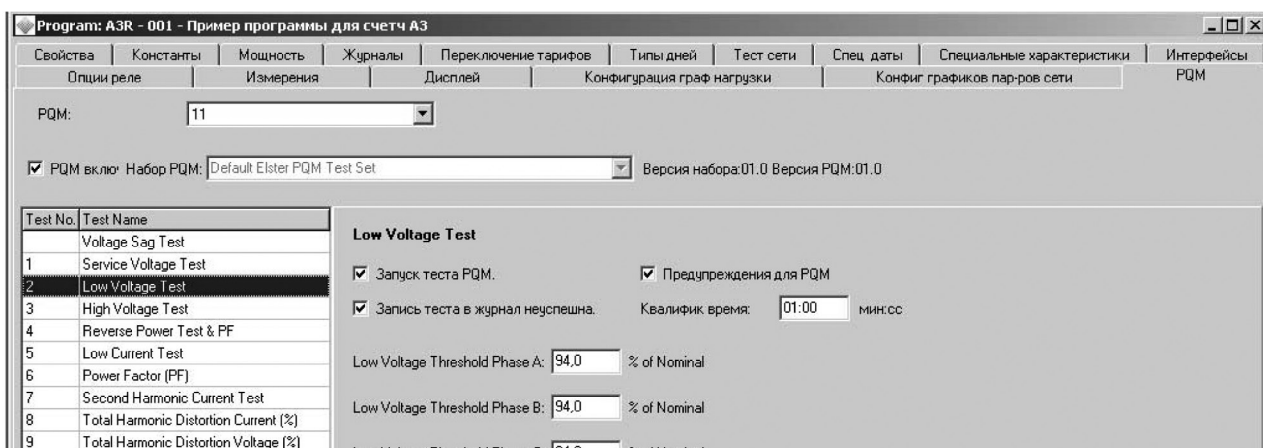 Program: A3R - 001 - Пример программы для счетч А3
Свойства Константы Мощность Журналы Переключение тарифов Типы дней Тест сети Спец даты Специальные характеристики Интерфейсы
Опции реле Измерения Дисплей Конфигурация граф нагрузки Конфиг графиков пар-ров сети PQM
PQM: 11
PQM вклю Набор PQM: Default Elster PQM Test Set Версия набора:01.0 Версия PQM:01.0
Test No. Test Name
Voltage Sag Test
1 Service Voltage Test
2 Low Voltage Test
3 High Voltage Test
4 Reverse Power Test & PF
5 Low Current Test
6 Power Factor (PF)
7 Second Harmonic Current Test
8 Total Harmonic Distortion Current (%)
9 Total Harmonic Distortion Voltage (%)
Low Voltage Test
Запуск теста PQM. Предупреждения для PQM
Запись теста в журнал неуспешна. Квалифик время: 01:00 мин:сс
Low Voltage Threshold Phase A: 94,0 % of Nominal
Low Voltage Threshold Phase B: 94,0 % of Nominal